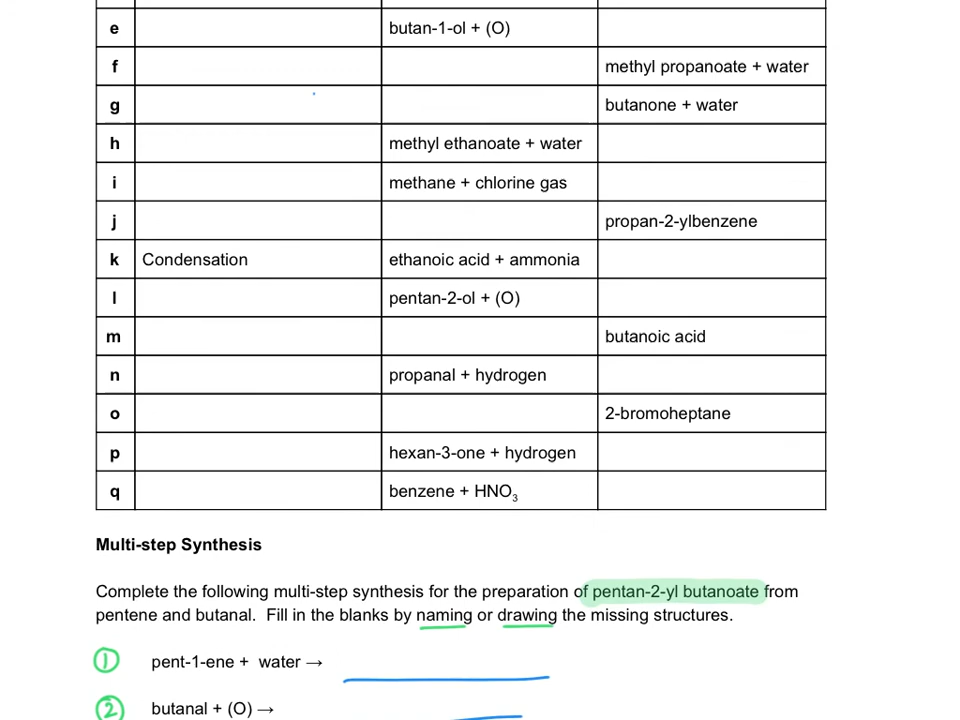 e butan-1-ol + (O)
f methyl propanoate + water
g butanone + water
h methyl ethanoate + water
i methane + chlorine gas
j propan-2-ylbenzene
k Condensation ethanoic acid + ammonia
l pentan-2-ol + (O)
m butanoic acid
n propanal + hydrogen
o 2-bromoheptane
p hexan-3-one + hydrogen
q benzene + HNO₃
Multi-step Synthesis
Complete the following multi-step synthesis for the preparation of pentan-2-yl butanoate from
pentene and butanal. Fill in the blanks by naming or drawing the missing structures.
① pent-1-ene + water →
② butanal + (O) →